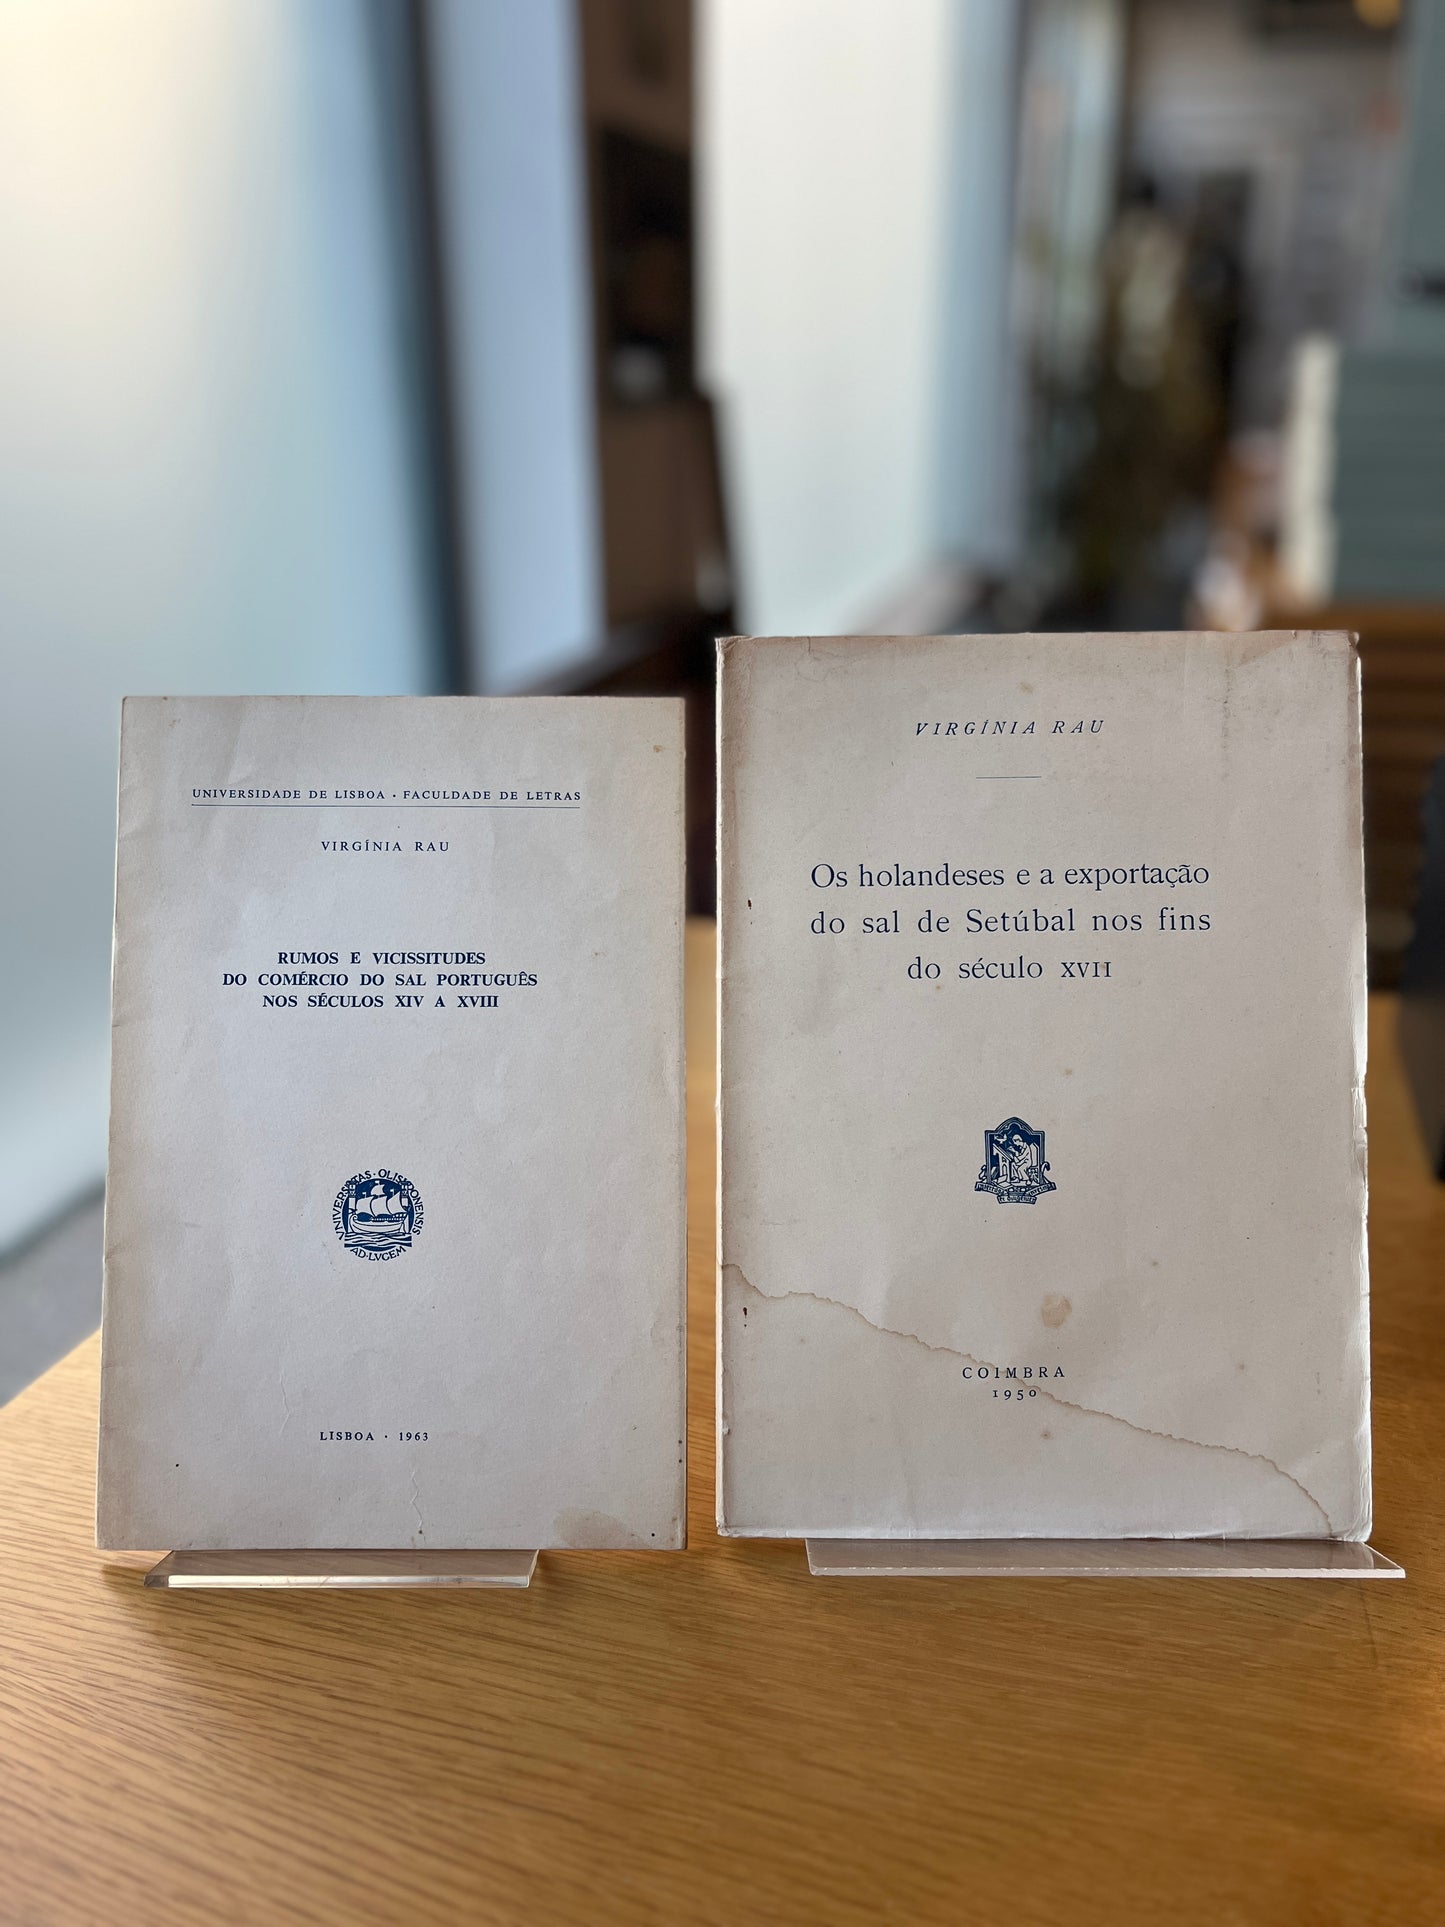 UNIVERSIDADE DE LISBOA · FACULDADE DE LETRAS
VIRGÍNIA RAU
RUMOS E VICISSITUDES
DO COMÉRCIO DO SAL PORTUGUÊS
NOS SÉCULOS XIV A XVIII
UNIVERSITAS · OLISIPONENSIS
AD · LVCEM
LISBOA · 1963
VIRGÍNIA RAU
Os holandeses e a exportação
do sal de Setúbal nos fins
do século XVII
COIMBRA
1950